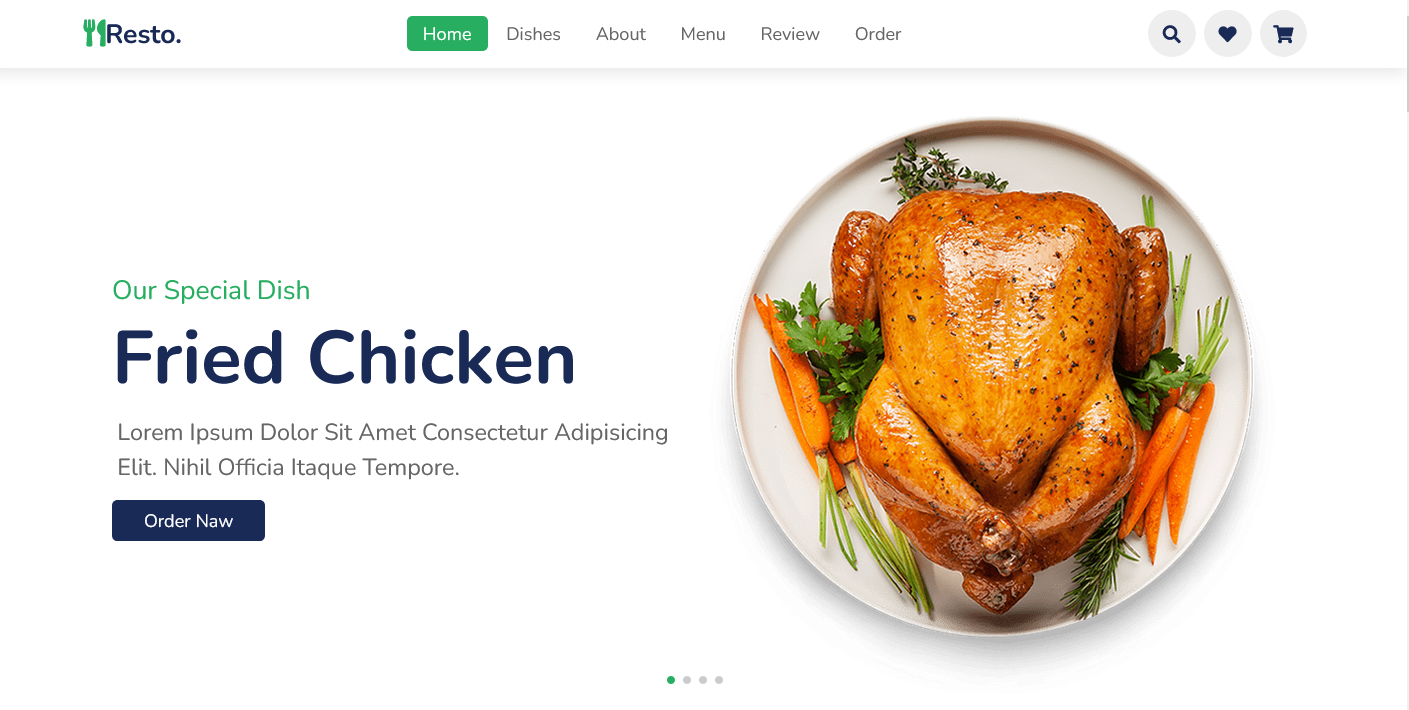 Resto.
Home
Dishes
About
Menu
Review
Order
Our Special Dish
Fried Chicken
Lorem Ipsum Dolor Sit Amet Consectetur Adipisicing
Elit. Nihil Officia Itaque Tempore.
Order Naw